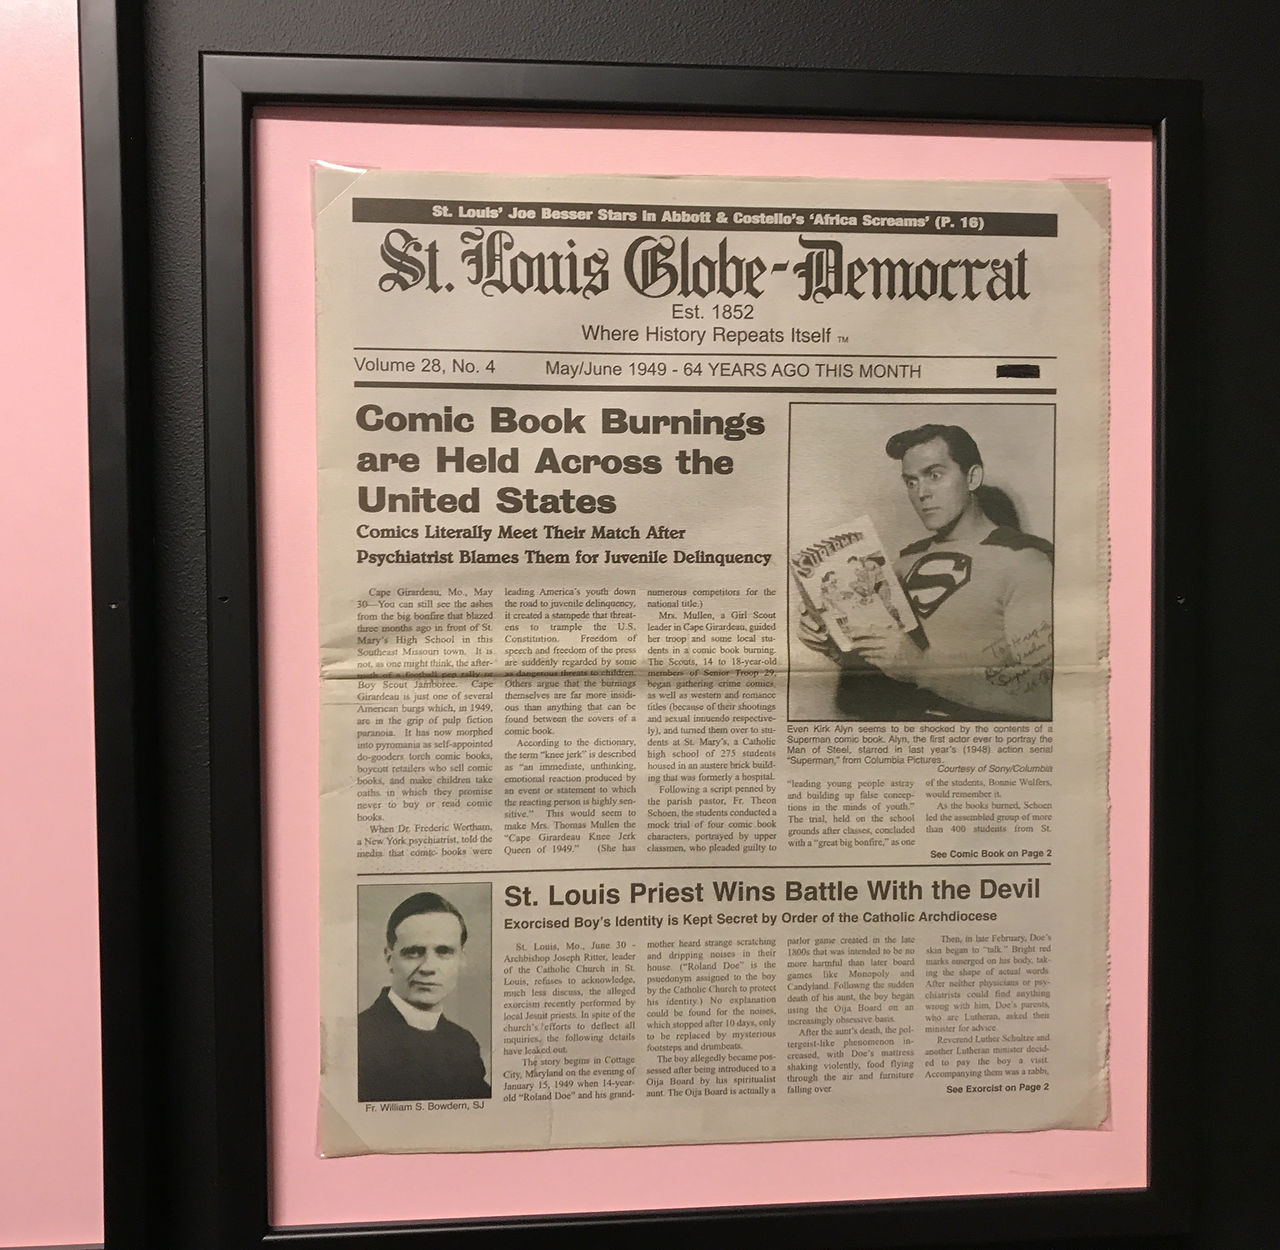 St. Louis' Joe Besser Stars In Abbott & Costello's 'Africa Screams' (P. 16)
St. Louis Globe-Democrat
Est. 1852
Where History Repeats Itself ™
Volume 28, No. 4 May/June 1949 - 64 YEARS AGO THIS MONTH
Comic Book Burnings
are Held Across the
United States
Comics Literally Meet Their Match After
Psychiatrist Blames Them for Juvenile Delinquency
Cape Girardeau, Mo., May
30—You can still see the ashes
from the big bonfire that blazed
three months ago in front of St.
Mary's High School in this
Southeast Missouri town. It is
not, as one might think, the after-
math of a football pep rally or
Boy Scout Jamboree. Cape
Girardeau is just one of several
American burgs which, in 1949,
are in the grip of pulp fiction
paranoia. It has now morphed
into pyromania as self-appointed
do-gooders torch comic books,
boycott retailers who sell comic
books, and make children take
oaths in which they promise
never to buy or read comic
books.
When Dr. Frederic Wertham,
a New York psychiatrist, told the
media that comic books were
leading America's youth down
the road to juvenile delinquency,
it created a stampede that threat-
ens to trample the U.S.
Constitution. Freedom of
speech and freedom of the press
are suddenly regarded by some
as dangerous threats to children.
Others argue that the burnings
themselves are far more insidi-
ous than anything that can be
found between the covers of a
comic book.
According to the dictionary,
the term "knee jerk" is described
as "an immediate, unthinking,
emotional reaction produced by
an event or statement to which
the reacting person is highly sen-
sitive." This would seem to
make Mrs. Thomas Mullen the
"Cape Girardeau Knee Jerk
Queen of 1949." (She has
numerous competitors for the
national title.)
Mrs. Mullen, a Girl Scout
leader in Cape Girardeau, guided
her troop and some local stu-
dents in a comic book burning.
The Scouts, 14 to 18-year-old
members of Senior Troop 29,
began gathering crime comics,
as well as western and romance
titles (because of their shootings
and sexual innuendo respective-
ly), and turned them over to stu-
dents at St. Mary's, a Catholic
high school of 275 students
housed in an austere brick build-
ing that was formerly a hospital.
Following a script penned by
the parish pastor, Fr. Theon
Schoen, the students conducted a
mock trial of four comic book
characters, portrayed by upper
classmen, who pleaded guilty to
SUPERMAN
Even Kirk Alyn seems to be shocked by the contents of a
Superman comic book. Alyn, the first actor ever to portray the
Man of Steel, starred in last year's (1948) action serial
"Superman," from Columbia Pictures.
Courtesy of Sony/Columbia
"leading young people astray
and building up false concep-
tions in the minds of youth."
The trial, held on the school
grounds after classes, concluded
with a "great big bonfire," as one
of the students, Bonnie Wulfers,
would remember it.
As the books burned, Schoen
led the assembled group of more
than 400 students from St.
See Comic Book on Page 2
St. Louis Priest Wins Battle With the Devil
Exorcised Boy's Identity is Kept Secret by Order of the Catholic Archdiocese
Fr. William S. Bowdern, SJ
St. Louis, Mo., June 30 -
Archbishop Joseph Ritter, leader
of the Catholic Church in St.
Louis, refuses to acknowledge,
much less discuss, the alleged
exorcism recently performed by
local Jesuit priests. In spite of the
church's efforts to deflect all
inquiries, the following details
have leaked out.
The story begins in Cottage
City, Maryland on the evening of
January 15, 1949 when 14-year-
old "Roland Doe" and his grand-
mother heard strange scratching
and dripping noises in their
house. ("Roland Doe" is the
psuedonym assigned to the boy
by the Catholic Church to protect
his identity.) No explanation
could be found for the noises,
which stopped after 10 days, only
to be replaced by mysterious
footsteps and drumbeats.
The boy allegedly became pos-
sessed after being introduced to a
Oija Board by his spiritualist
aunt. The Oija Board is actually a
parlor game created in the late
1800s that was intended to be no
more harmful than later board
games like Monopoly and
Candyland. Followng the sudden
death of his aunt, the boy began
using the Oija Board on an
increasingly obsessive basis.
After the aunt's death, the pol-
tergeist-like phenomenon in-
creased, with Doe's mattress
shaking violently, food flying
through the air and furniture
falling over.
Then, in late February, Doe's
skin began to "talk." Bright red
marks emerged on his body, tak-
ing the shape of actual words.
After neither physicians or psy-
chiatrists could find anything
wrong with him, Doe's parents,
who are Lutheran, asked their
minister for advice.
Reverend Luther Schultze and
another Lutheran minister decid-
ed to pay the boy a visit.
Accompanying them was a rabbi,
See Exorcist on Page 2